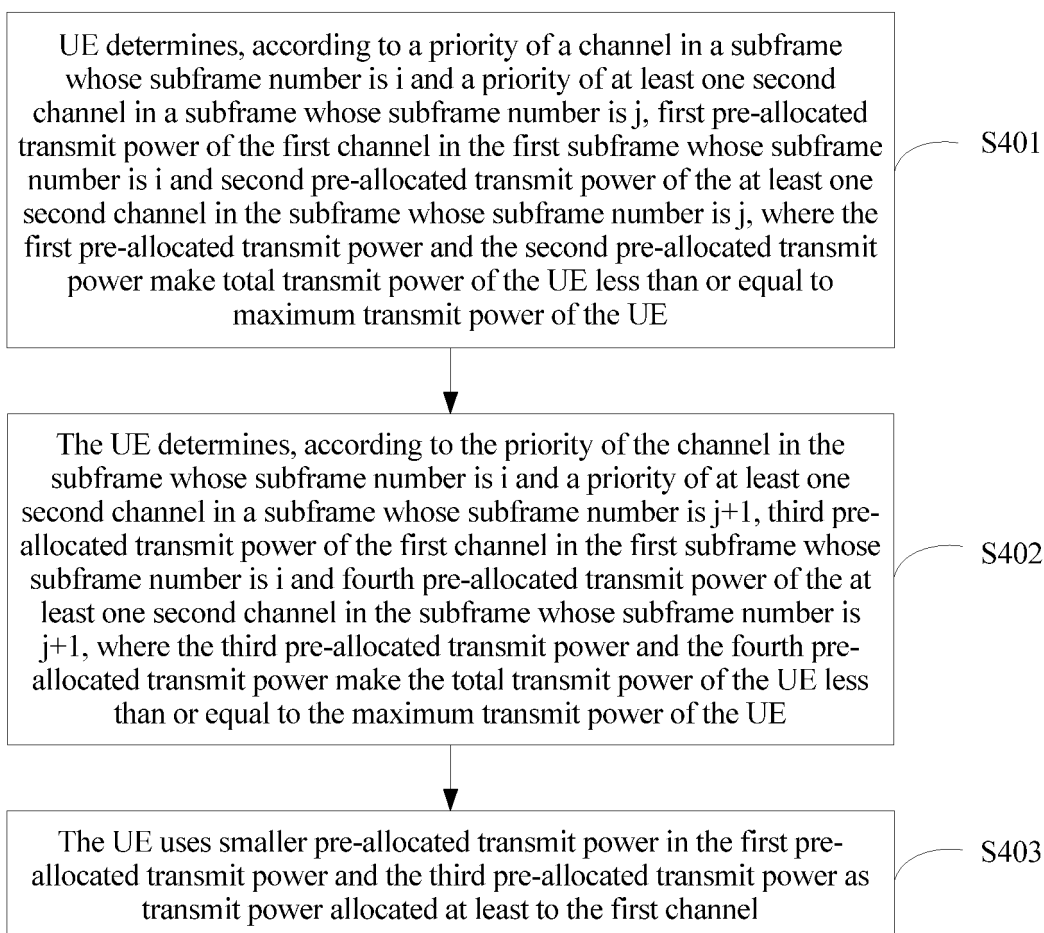 UE determines, according to a priority of a channel in a subframe
whose subframe number is i and a priority of at least one second
channel in a subframe whose subframe number is j, first pre-allocated
transmit power of the first channel in the first subframe whose subframe
number is i and second pre-allocated transmit power of the at least one
second channel in the subframe whose subframe number is j, where the
first pre-allocated transmit power and the second pre-allocated transmit
power make total transmit power of the UE less than or equal to
maximum transmit power of the UE
S401
The UE determines, according to the priority of the channel in the
subframe whose subframe number is i and a priority of at least one
second channel in a subframe whose subframe number is j+1, third pre-
allocated transmit power of the first channel in the first subframe whose
subframe number is i and fourth pre-allocated transmit power of the at
least one second channel in the subframe whose subframe number is
j+1, where the third pre-allocated transmit power and the fourth pre-
allocated transmit power make the total transmit power of the UE less
than or equal to the maximum transmit power of the UE
S402
The UE uses smaller pre-allocated transmit power in the first pre-
allocated transmit power and the third pre-allocated transmit power as
transmit power allocated at least to the first channel
S403